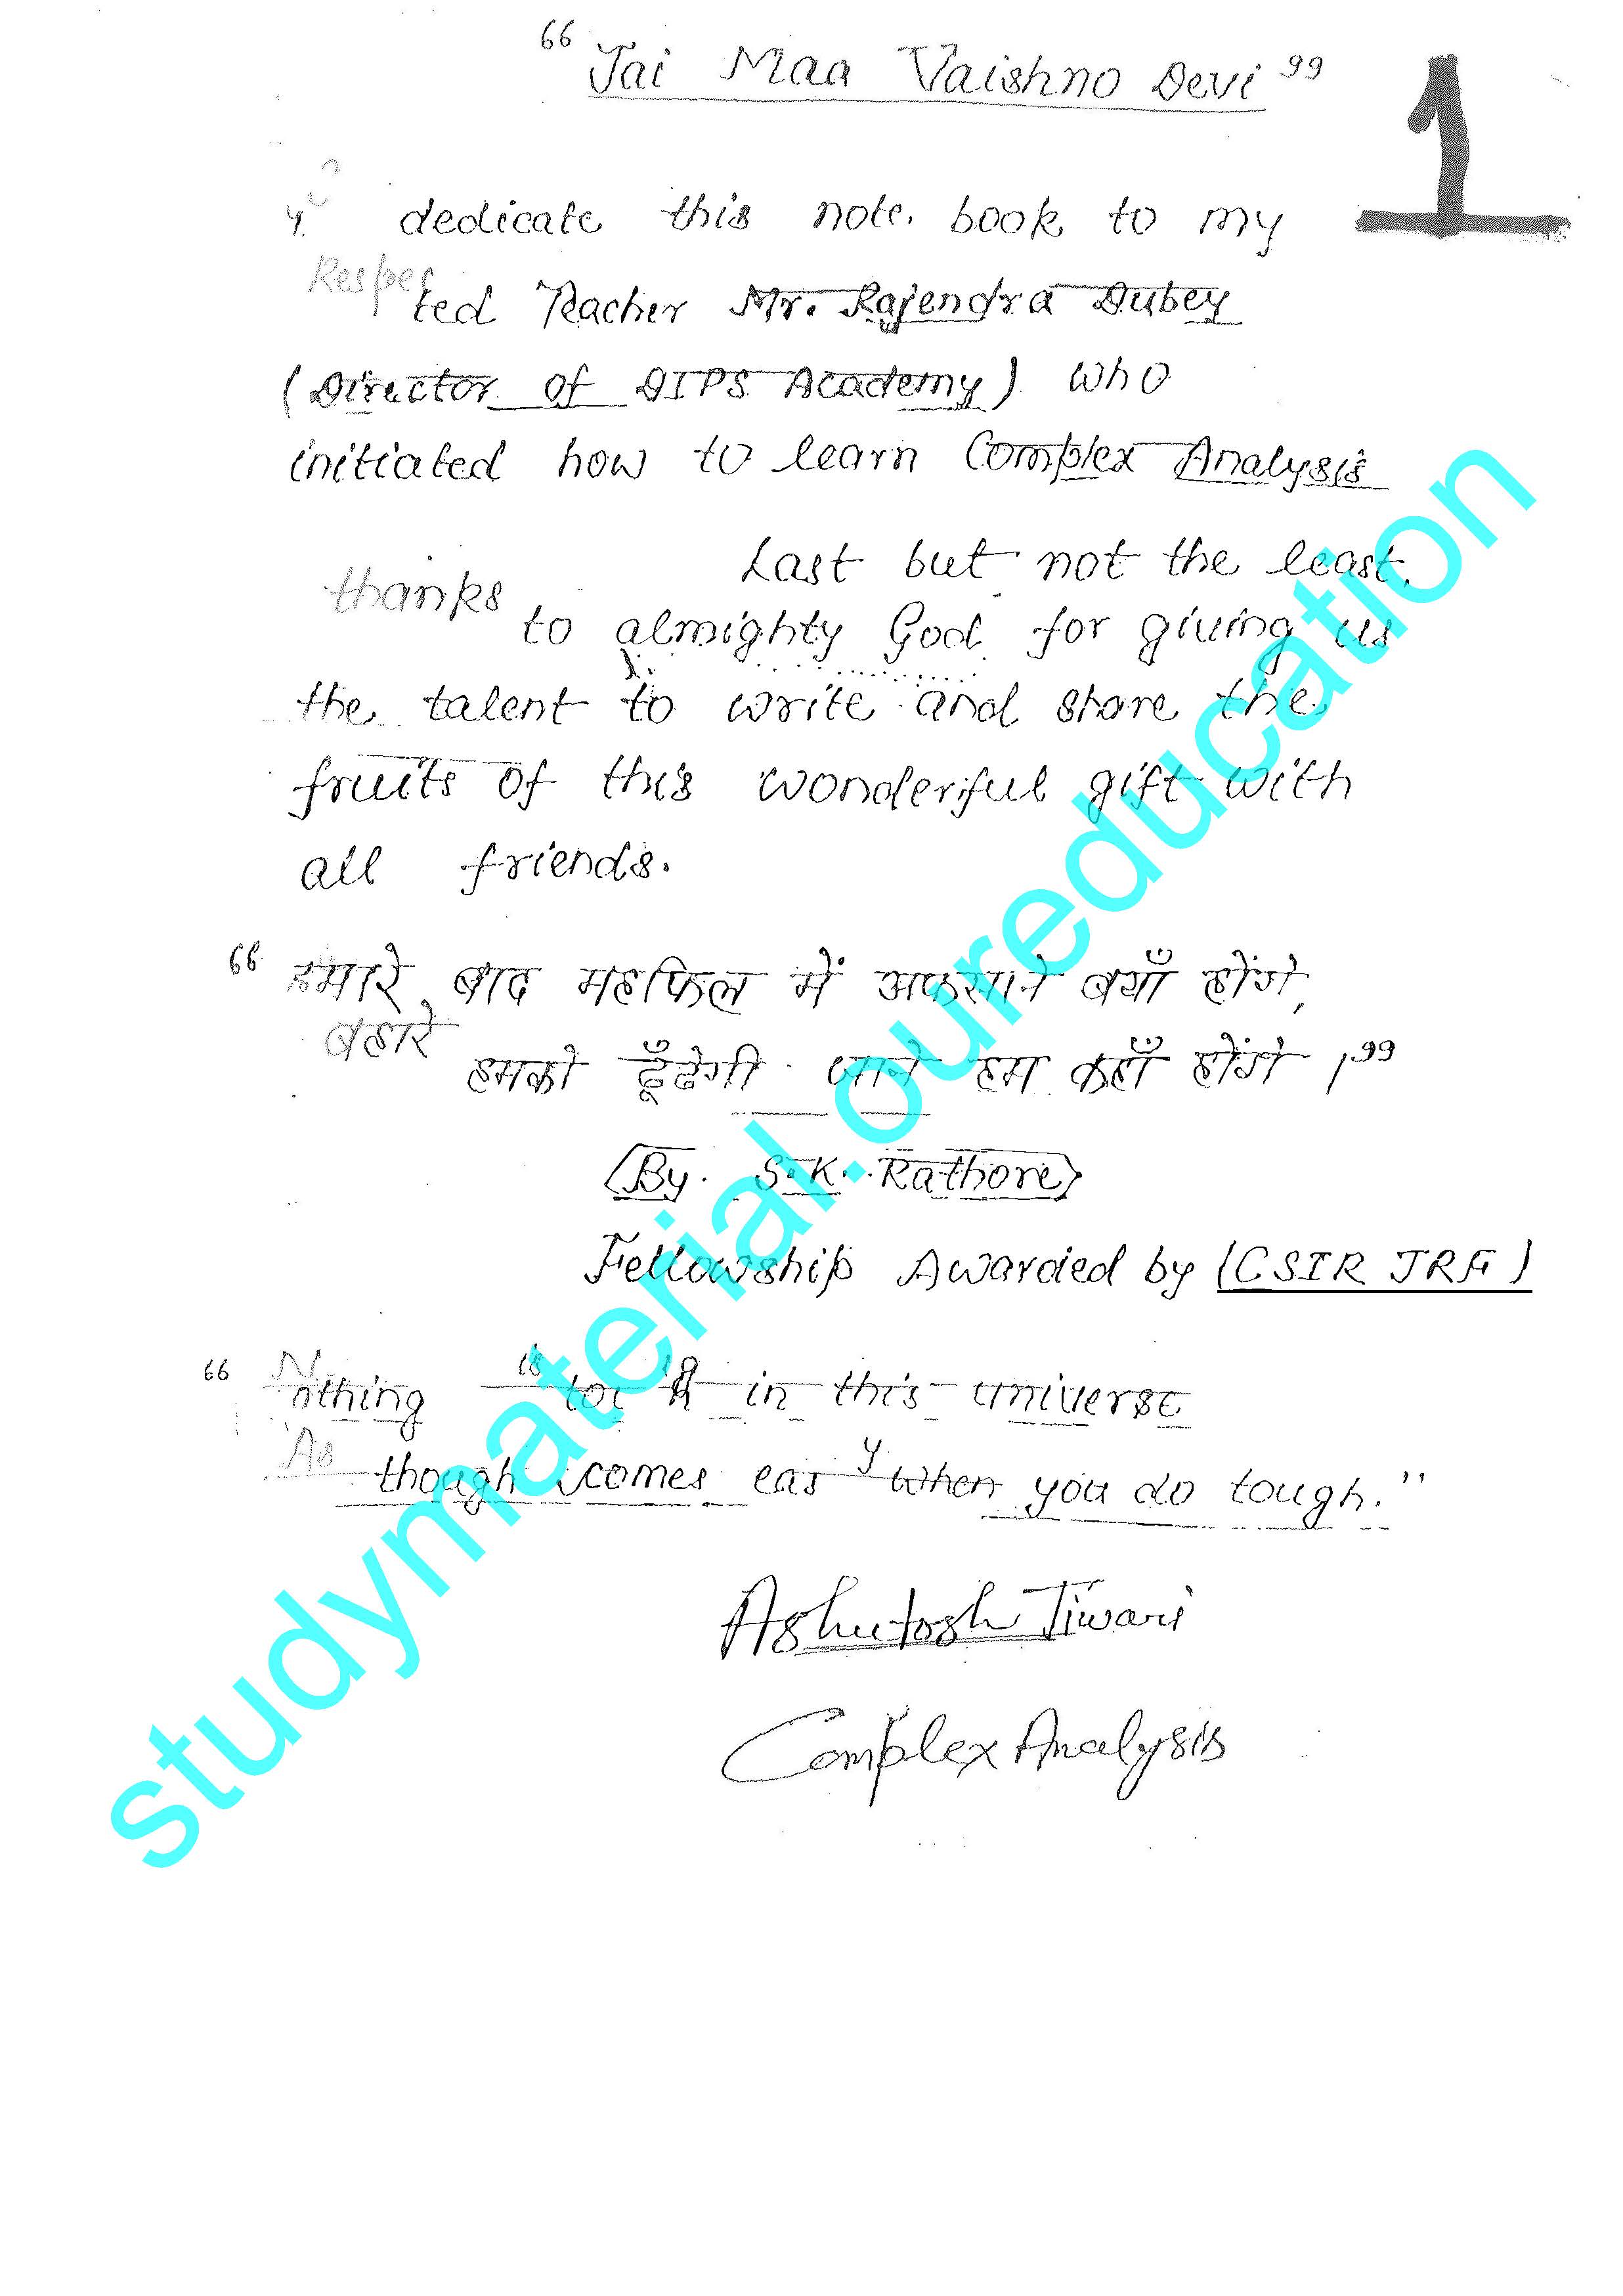 “Jai Maa Vaishno Devi”
1
I dedicate this note book to my
Respected Teacher Mr. Rajendra Dubey
(Director of DIPS Academy) who
initiated how to learn Complex Analysis
Last but not the least,
thanks to almighty God for giving us
the talent to write and share the
fruits of this wonderful gift with
all friends.
“हमारे बाद महफिल में अफसाने बयाँ होंगे,
बहारे हमको ढूँढेगी जाने हम कहाँ होंगे।”
(By. S.K. Rathore)
Fellowship Awarded by (CSIR JRF)
“Nothing is in this universe
As though comes easy when you do tough.”
Ashutosh Tiwari
Complex Analysis
studymaterial.oureducation